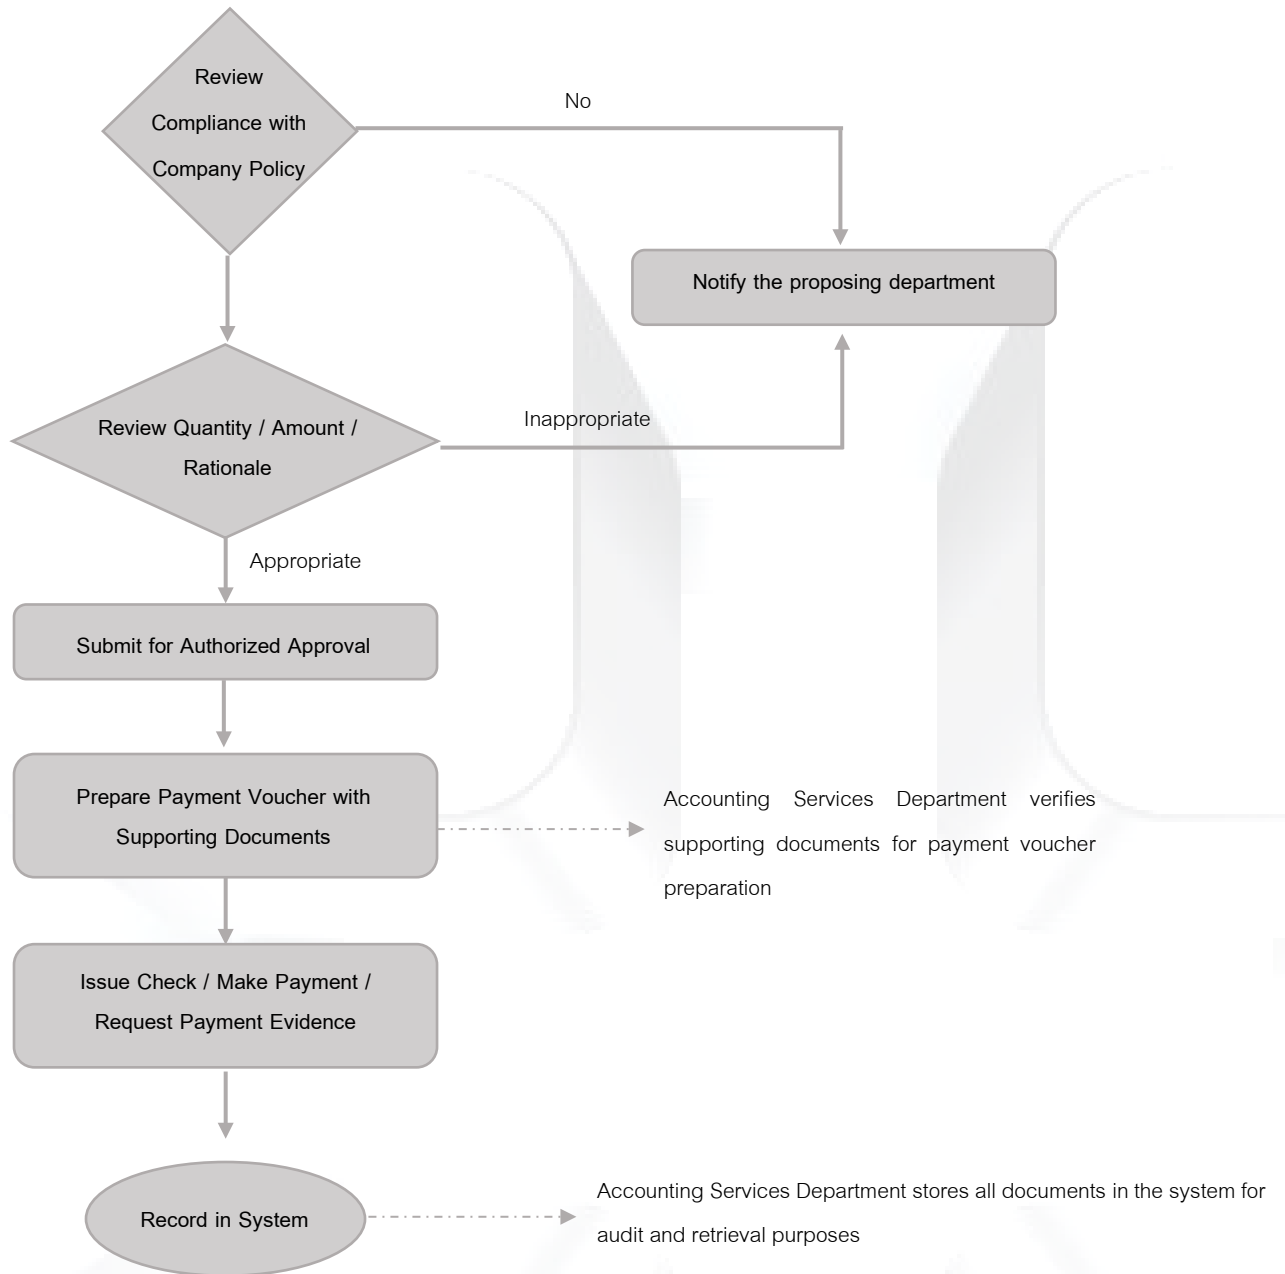 Review
Compliance with
Company Policy
No
Notify the proposing department
Review Quantity / Amount /
Rationale
Inappropriate
Appropriate
Submit for Authorized Approval
Prepare Payment Voucher with
Supporting Documents
Accounting Services Department verifies
supporting documents for payment voucher
preparation
Issue Check / Make Payment /
Request Payment Evidence
Record in System
Accounting Services Department stores all documents in the system for
audit and retrieval purposes